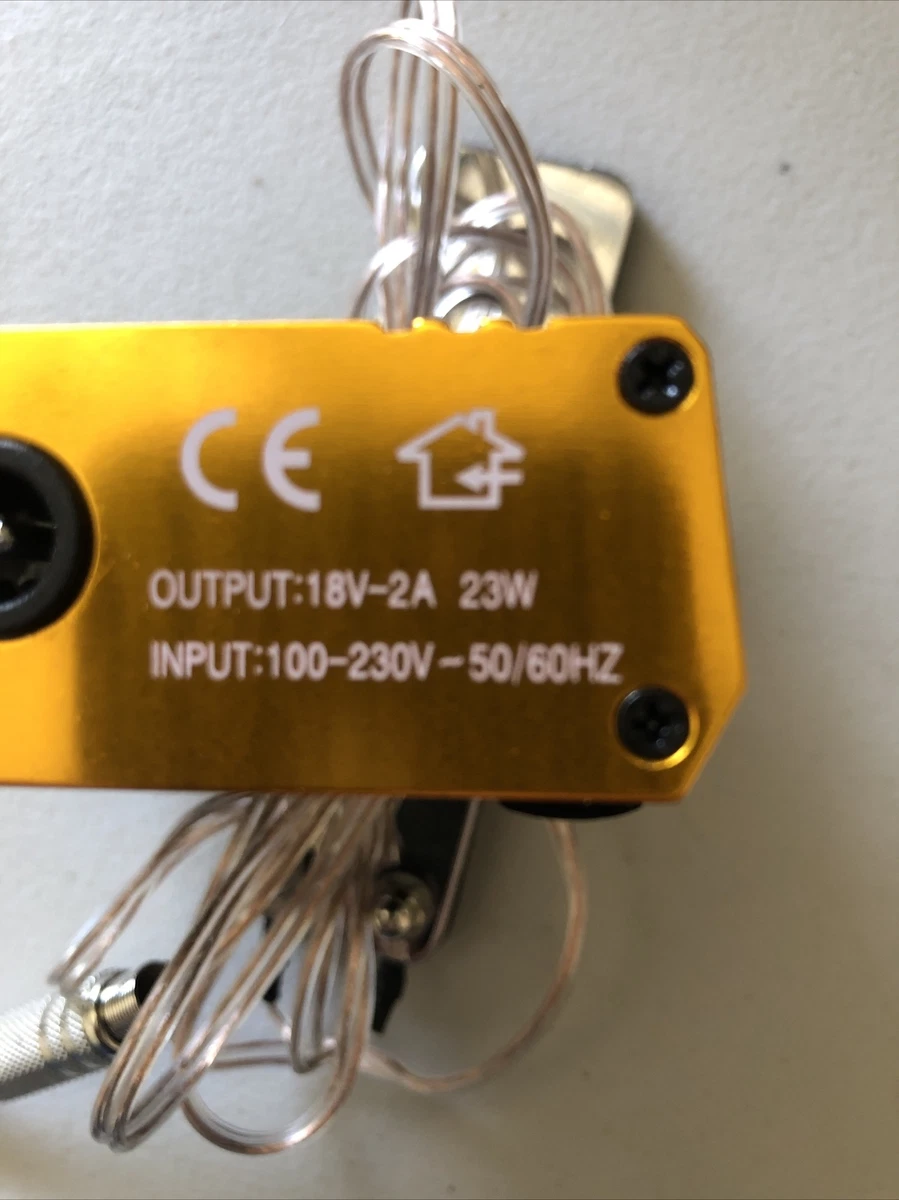 CE
OUTPUT:18V-2A 23W
INPUT:100-230V~50/60HZ